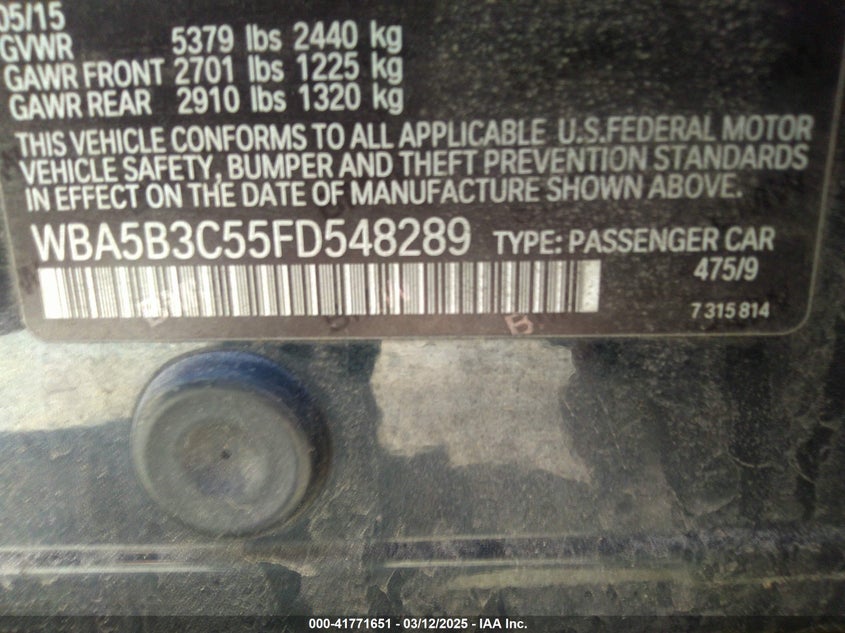 05/15
GVWR 5379 lbs 2440 kg
GAWR FRONT 2701 lbs 1225 kg
GAWR REAR 2910 lbs 1320 kg
THIS VEHICLE CONFORMS TO ALL APPLICABLE U.S.FEDERAL MOTOR
VEHICLE SAFETY, BUMPER AND THEFT PREVENTION STANDARDS
IN EFFECT ON THE DATE OF MANUFACTURE SHOWN ABOVE.
WBA5B3C55FD548289 TYPE: PASSENGER CAR
475/9
7 315 814
000-41771651 / 03/12/2025 - IAA Inc.